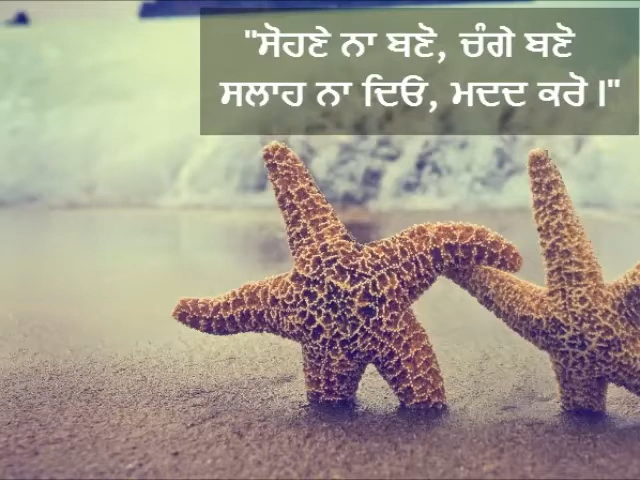 "ਸੋਹਣੇ ਨਾ ਬਣੋ, ਚੰਗੇ ਬਣੋ
ਸਲਾਹ ਨਾ ਦਿਓ, ਮਦਦ ਕਰੋ।"